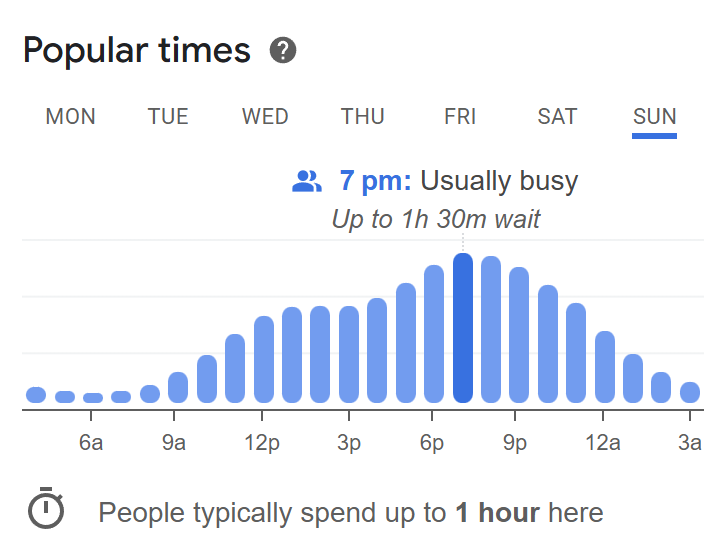 Popular times ?
MON TUE WED THU FRI SAT SUN
7 pm: Usually busy
Up to 1h 30m wait
6a 9a 12p 3p 6p 9p 12a 3a
People typically spend up to 1 hour here